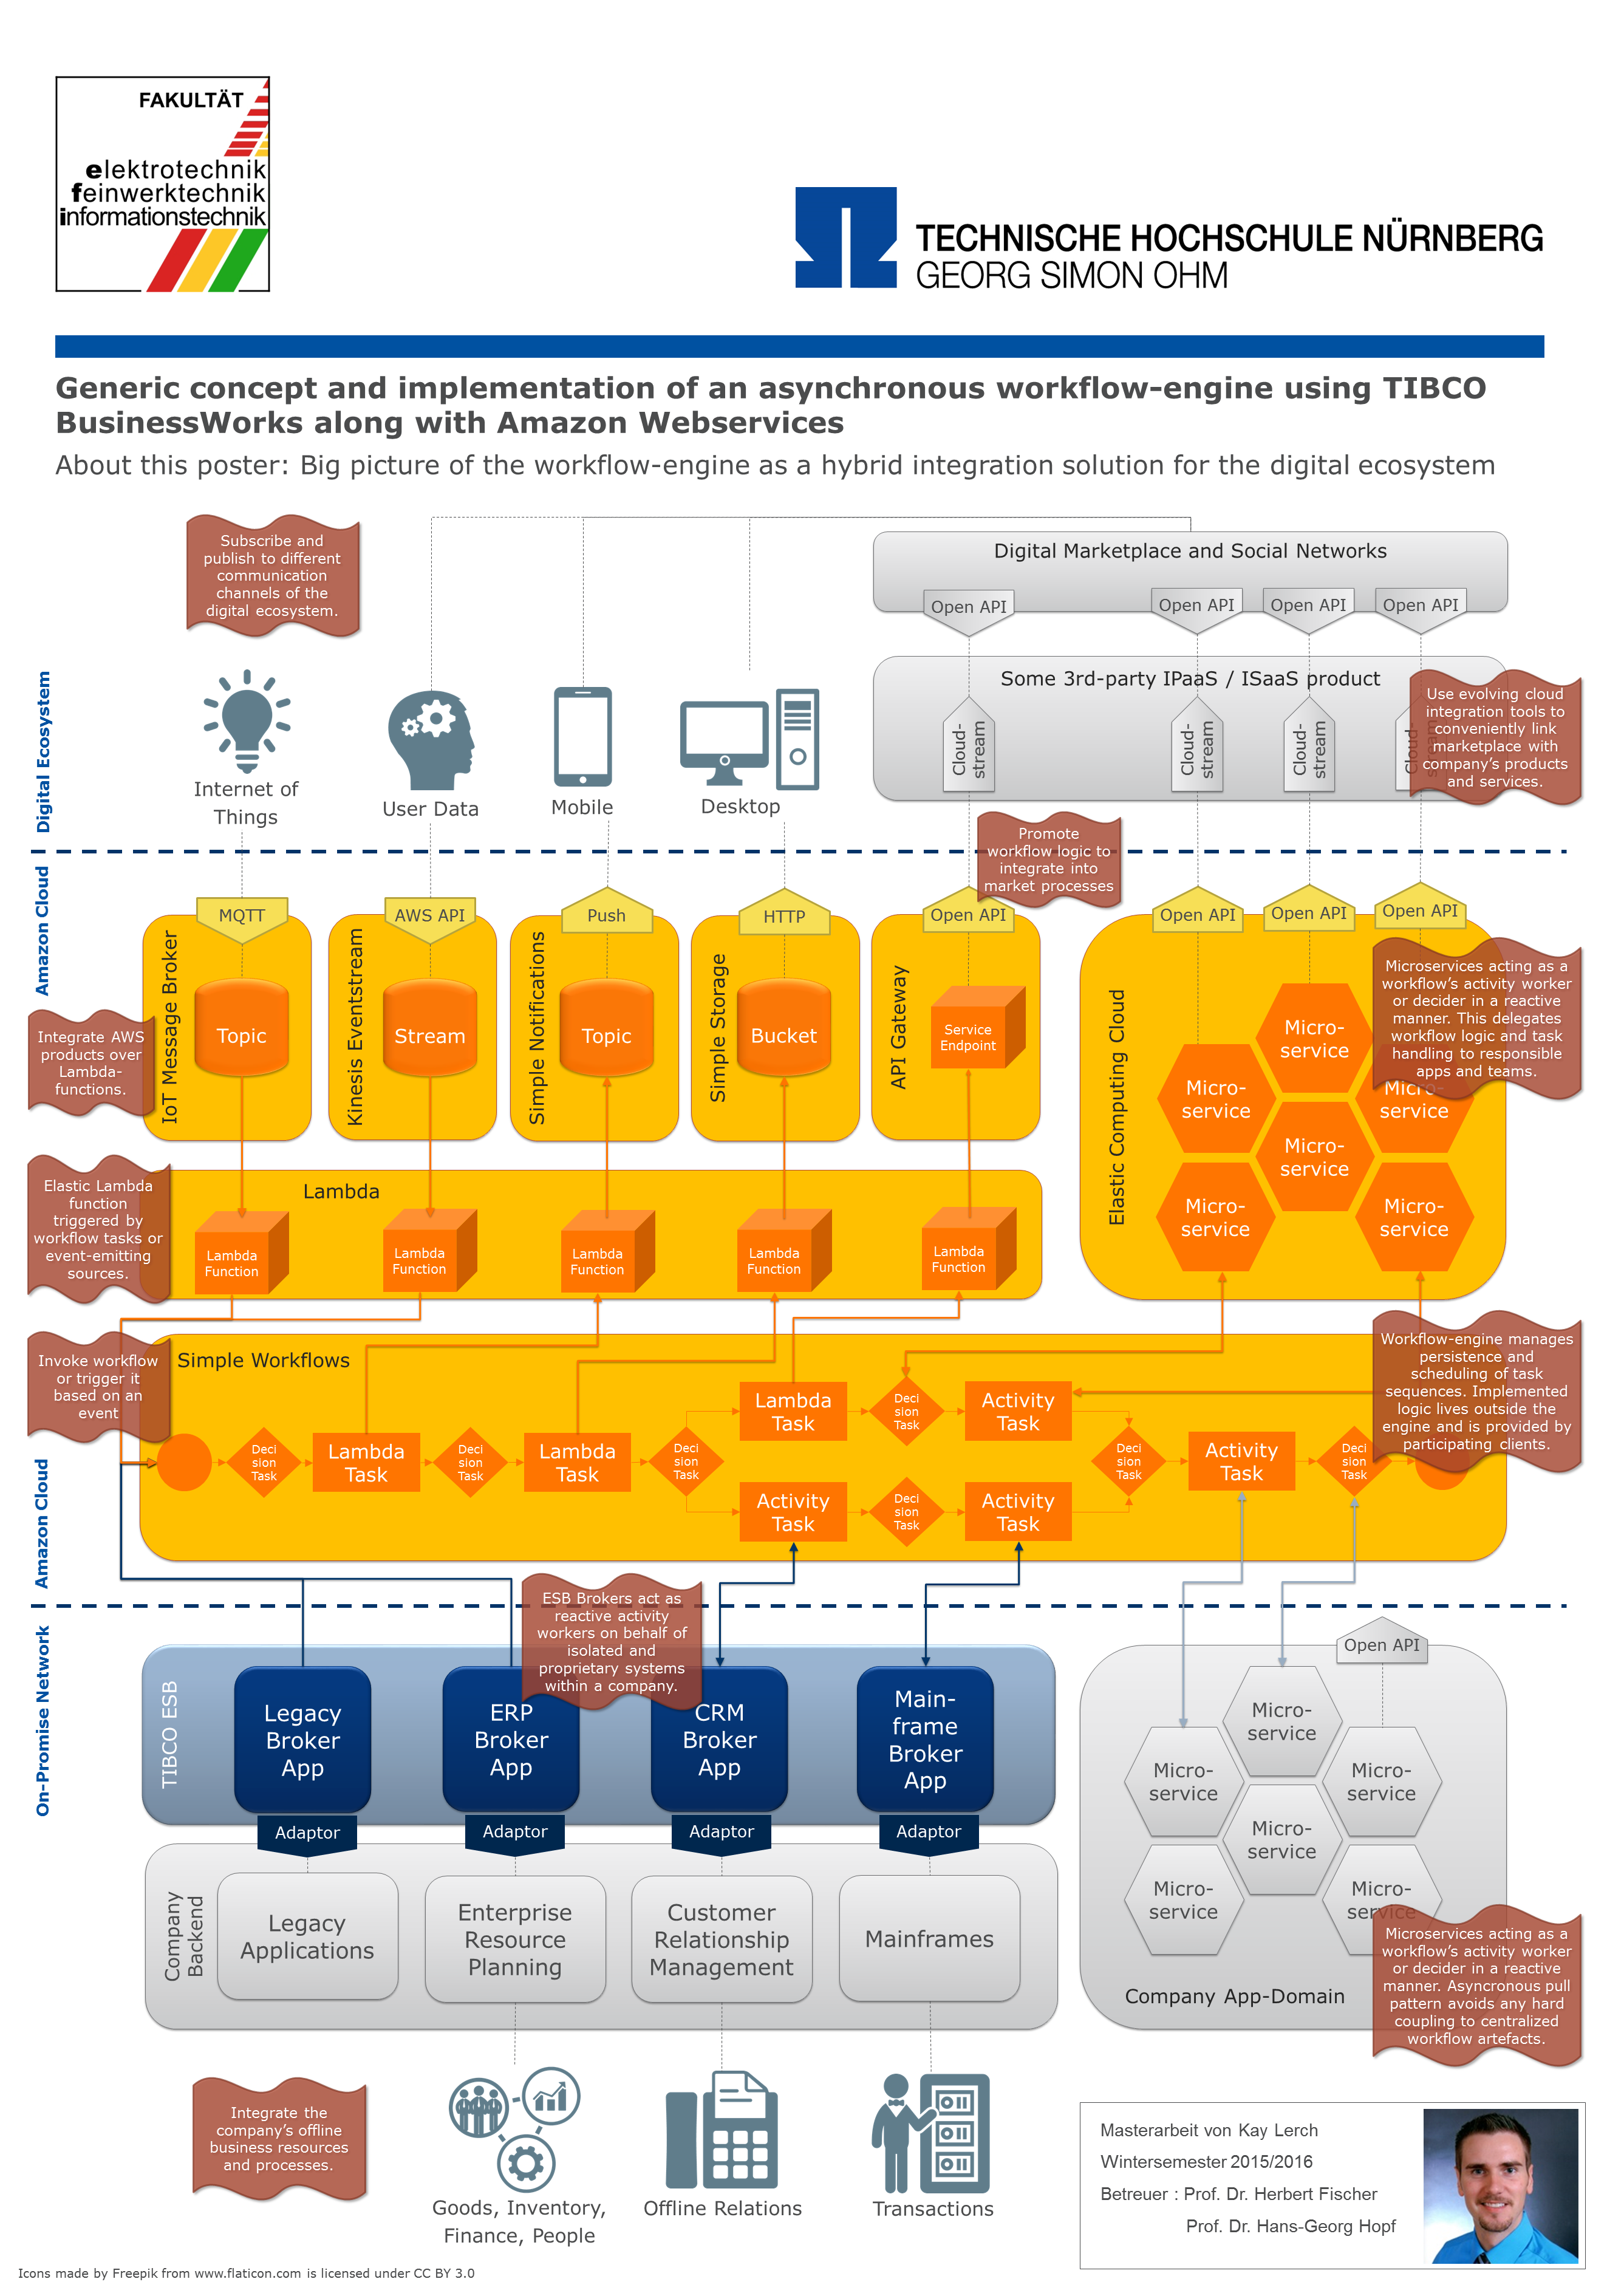 FAKULTÄT
elektrotechnik
feinwerktechnik
informationstechnik
TECHNISCHE HOCHSCHULE NÜRNBERG
GEORG SIMON OHM
Generic concept and implementation of an asynchronous workflow-engine using TIBCO
BusinessWorks along with Amazon Webservices
About this poster: Big picture of the workflow-engine as a hybrid integration solution for the digital ecosystem
Subscribe and
publish to different
communication
channels of the
digital ecosystem.
Digital Marketplace and Social Networks
Open API
Open API
Open API
Open API
Some 3rd-party IPaaS / ISaaS product
Cloud-
stream
Cloud-
stream
Cloud-
stream
Cloud
Use evolving cloud
integration tools to
conveniently link
marketplace with
company's products
and services.
Digital Ecosystem
Internet of
Things
User Data
Mobile
Desktop
Promote
workflow logic to
integrate into
market processes
Amazon Cloud
MQTT
AWS API
Push
HTTP
Open API
Open API
Open API
Open API
IoT Message Broker
Topic
Kinesis Eventstream
Stream
Simple Notifications
Topic
Simple Storage
Bucket
API Gateway
Service
Endpoint
Elastic Computing Cloud
Micro-
service
Micro-
service
Micro-
service
Micro-
service
Micro-
service
Micro-
service
Microservices acting as a
workflow's activity worker
or decider in a reactive
manner. This delegates
workflow logic and task
handling to responsible
apps and teams.
Integrate AWS
products over
Lambda-
functions.
Elastic Lambda
function
triggered by
workflow tasks or
event-emitting
sources.
Lambda
Lambda
Function
Lambda
Function
Lambda
Function
Lambda
Function
Lambda
Function
Invoke workflow
or trigger it
based on an
event
Simple Workflows
Workflow-engine manages
persistence and
scheduling of task
sequences. Implemented
logic lives outside the
engine and is provided by
participating clients.
Amazon Cloud
Deci
sion
Task
Lambda
Task
Deci
sion
Task
Lambda
Task
Deci
sion
Task
Lambda
Task
Deci
sion
Task
Activity
Task
Activity
Task
Deci
sion
Task
Activity
Task
Deci
sion
Task
Activity
Task
Deci
sion
Task
ESB Brokers act as
reactive activity
workers on behalf of
isolated and
proprietary systems
within a company.
On-Promise Network
TIBCO ESB
Legacy
Broker
App
ERP
Broker
App
CRM
Broker
App
Main-
frame
Broker
App
Adaptor
Adaptor
Adaptor
Adaptor
Company
Backend
Legacy
Applications
Enterprise
Resource
Planning
Customer
Relationship
Management
Mainframes
Open API
Micro-
service
Micro-
service
Micro-
service
Micro-
service
Micro-
service
Micro-
service
Company App-Domain
Microservices acting as a
workflow's activity worker
or decider in a reactive
manner. Asyncronous pull
pattern avoids any hard
coupling to centralized
workflow artefacts.
Integrate the
company's offline
business resources
and processes.
Goods, Inventory,
Finance, People
Offline Relations
Transactions
Masterarbeit von Kay Lerch
Wintersemester 2015/2016
Betreuer : Prof. Dr. Herbert Fischer
Prof. Dr. Hans-Georg Hopf
Icons made by Freepik from www.flaticon.com is licensed under CC BY 3.0